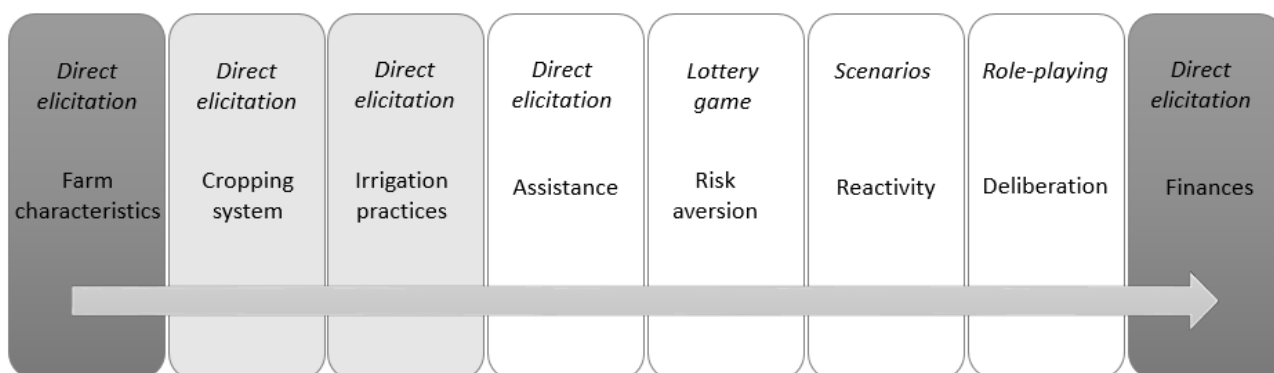 Direct
elicitation
Farm
characteristics
Direct
elicitation
Cropping
system
Direct
elicitation
Irrigation
practices
Direct
elicitation
Assistance
Lottery
game
Risk
aversion
Scenarios
Reactivity
Role-playing
Deliberation
Direct
elicitation
Finances